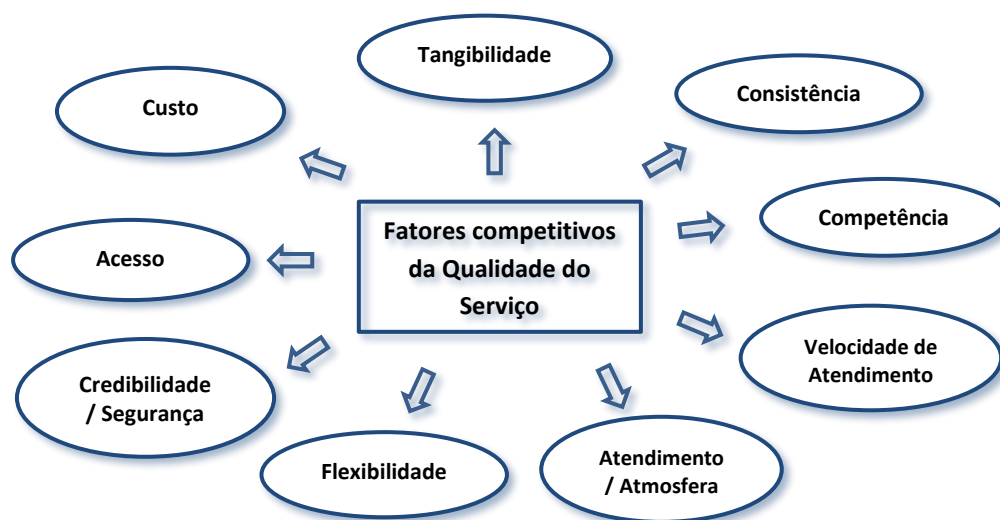 Tangibilidade
Custo
Consistência
Fatores competitivos
da Qualidade do
Serviço
Competência
Acesso
Velocidade de
Atendimento
Credibilidade
/ Segurança
Flexibilidade
Atendimento
/ Atmosfera